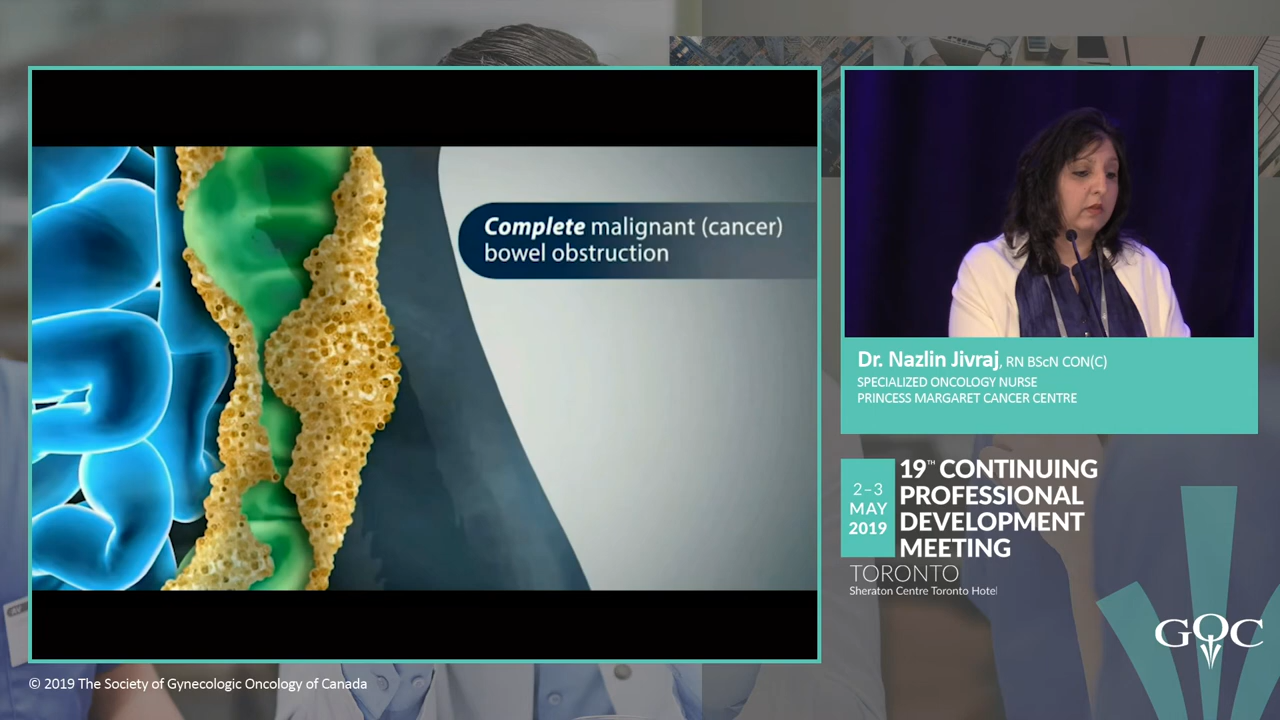 Complete malignant (cancer)
bowel obstruction
Dr. Nazlin Jivraj, RN BScN CON(C)
SPECIALIZED ONCOLOGY NURSE
PRINCESS MARGARET CANCER CENTRE
2–3
MAY
2019
19TH CONTINUING
PROFESSIONAL
DEVELOPMENT
MEETING
TORONTO
Sheraton Centre Toronto Hotel
GOC
© 2019 The Society of Gynecologic Oncology of Canada